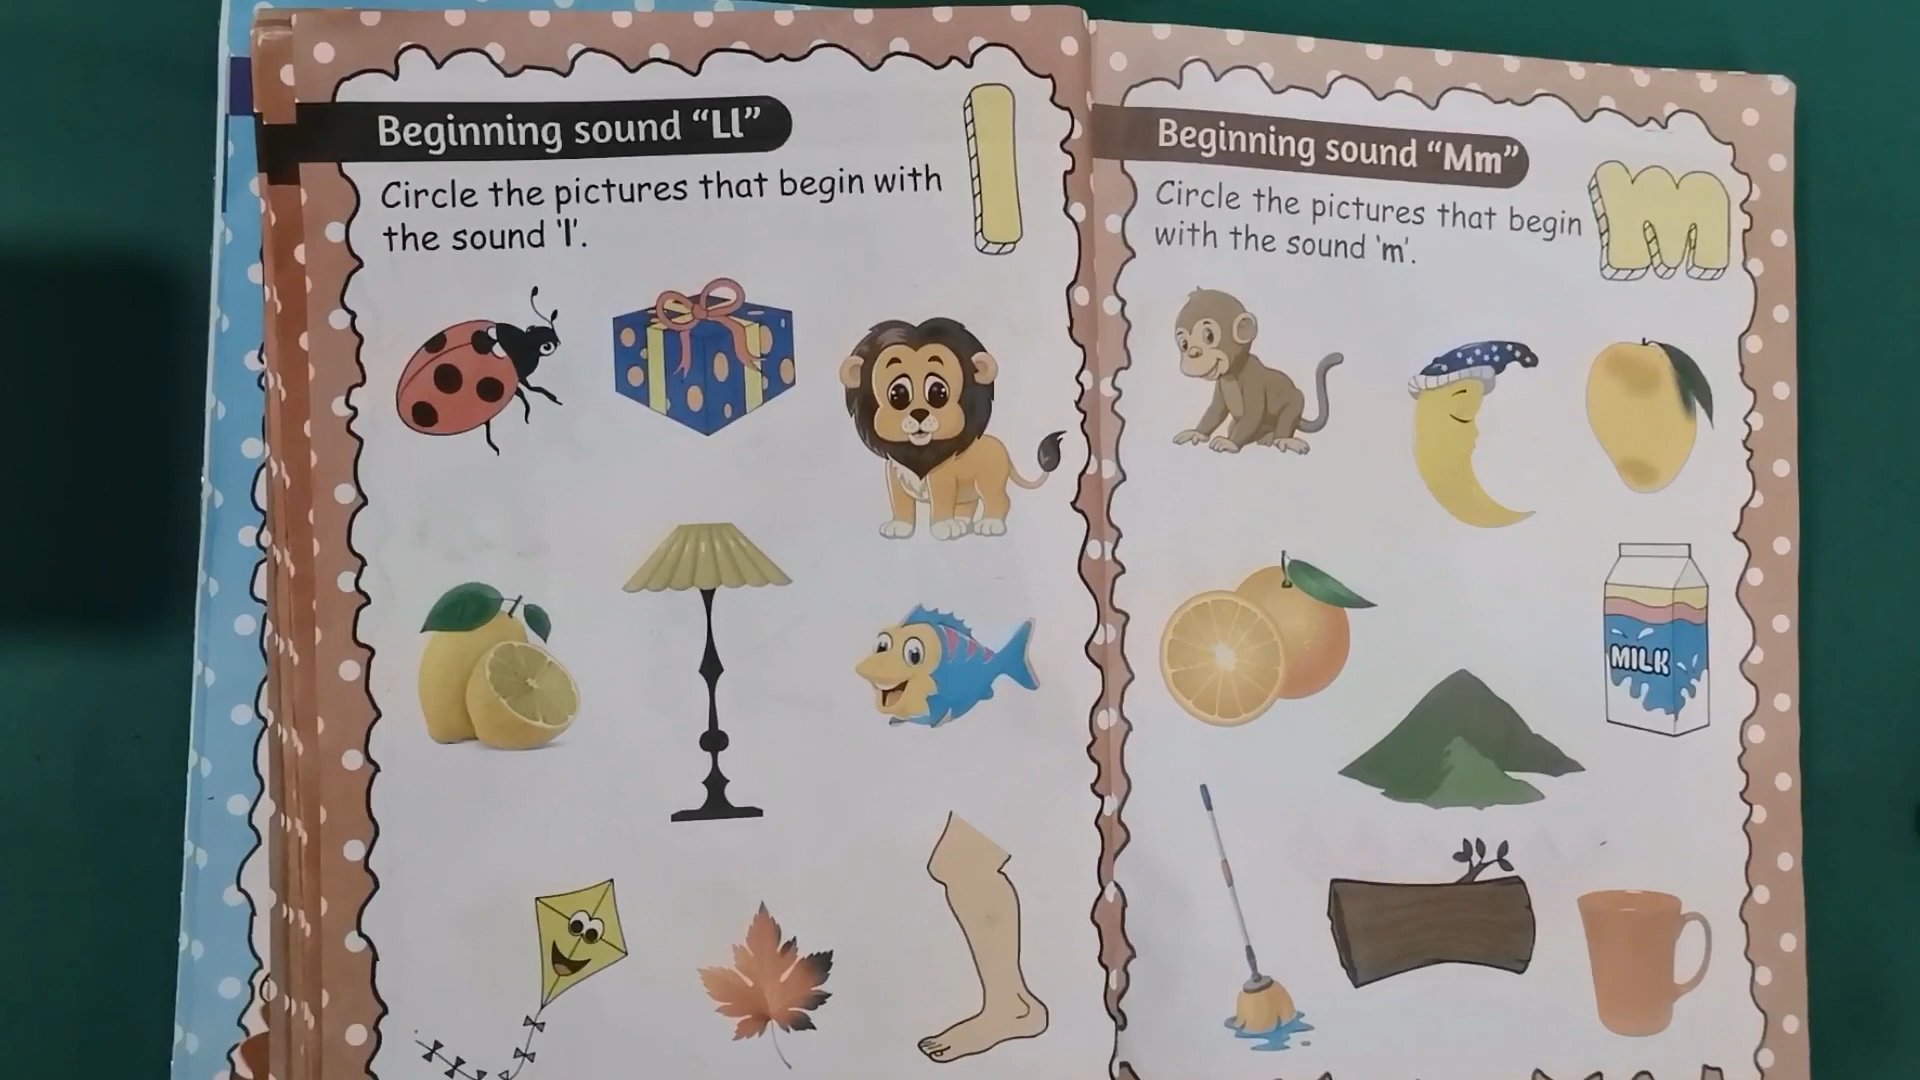 Beginning sound “Ll”
Circle the pictures that begin with
the sound 'l'.
l
Beginning sound “Mm”
Circle the pictures that begin
with the sound ‘m’.
m
MILK